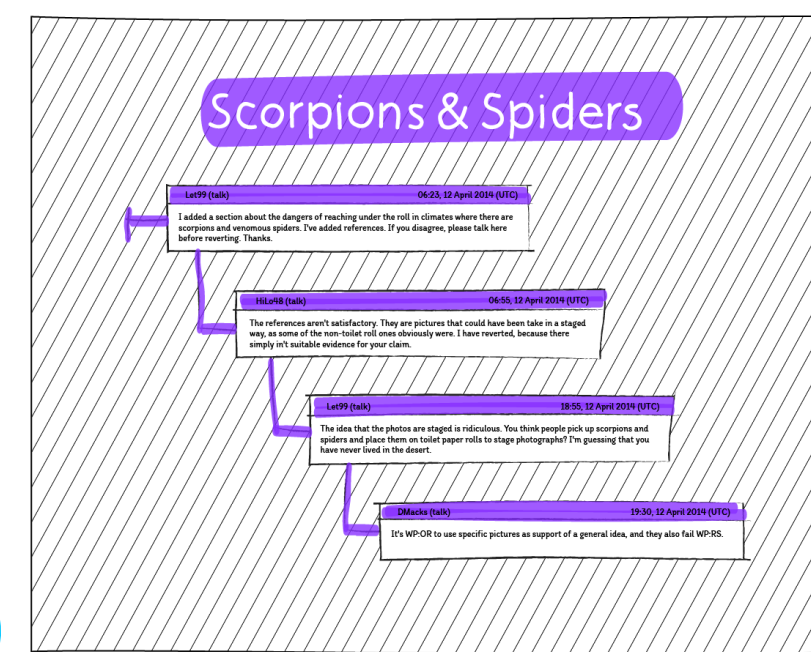 Scorpions & Spiders
Let99 (talk) 06:23, 12 April 2014 (UTC)
I added a section about the dangers of reaching under the roll in climates where there are
scorpions and venomous spiders. I've added references. If you disagree, please talk here
before reverting. Thanks.
HiLo48 (talk) 06:55, 12 April 2014 (UTC)
The references aren't satisfactory. They are pictures that could have been take in a staged
way, as some of the non-toilet roll ones obviously were. I have reverted, because there
simply in't suitable evidence for your claim.
Let99 (talk) 18:55, 12 April 2014 (UTC)
The idea that the photos are staged is ridiculous. You think people pick up scorpions and
spiders and place them on toilet paper rolls to stage photographs? I'm guessing that you
have never lived in the desert.
DMacks (talk) 19:30, 12 April 2014 (UTC)
It's WP:OR to use specific pictures as support of a general idea, and they also fail WP:RS.